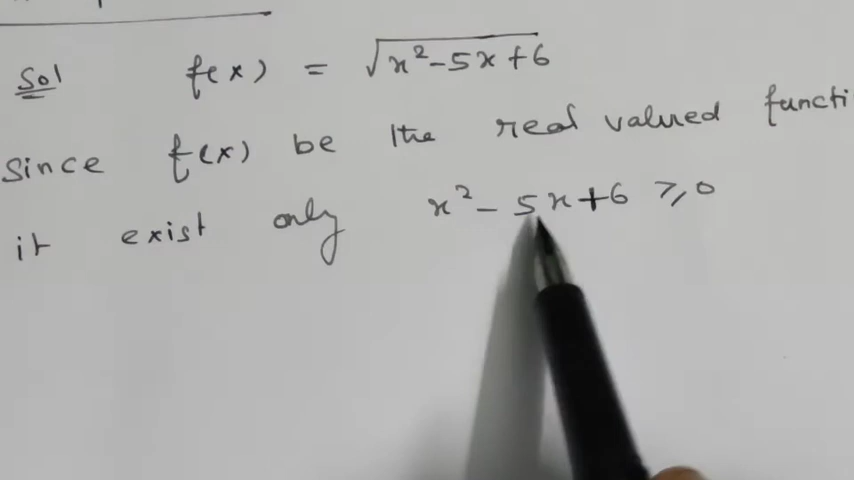 Sol f(x) = √x²-5x+6
Since f(x) be the real valued functi
it exist only x²-5x+6 ≥0